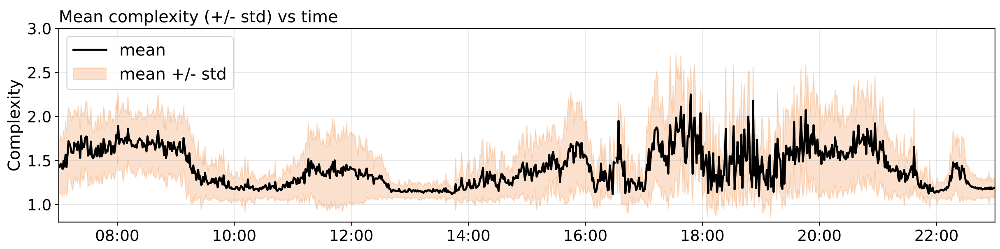 Mean complexity (+/- std) vs time
3.0
2.5
2.0
1.5
1.0
Complexity
mean
mean +/- std
08:00 10:00 12:00 14:00 16:00 18:00 20:00 22:00